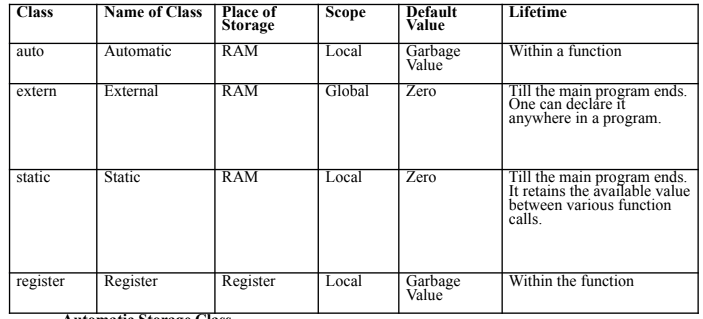 Class Name of Class Place of Storage Scope Default Value Lifetime
auto Automatic RAM Local Garbage Value Within a function
extern External RAM Global Zero Till the main program ends. One can declare it anywhere in a program.
static Static RAM Local Zero Till the main program ends. It retains the available value between various function calls.
register Register Register Local Garbage Value Within the function
Automatic Storage Class